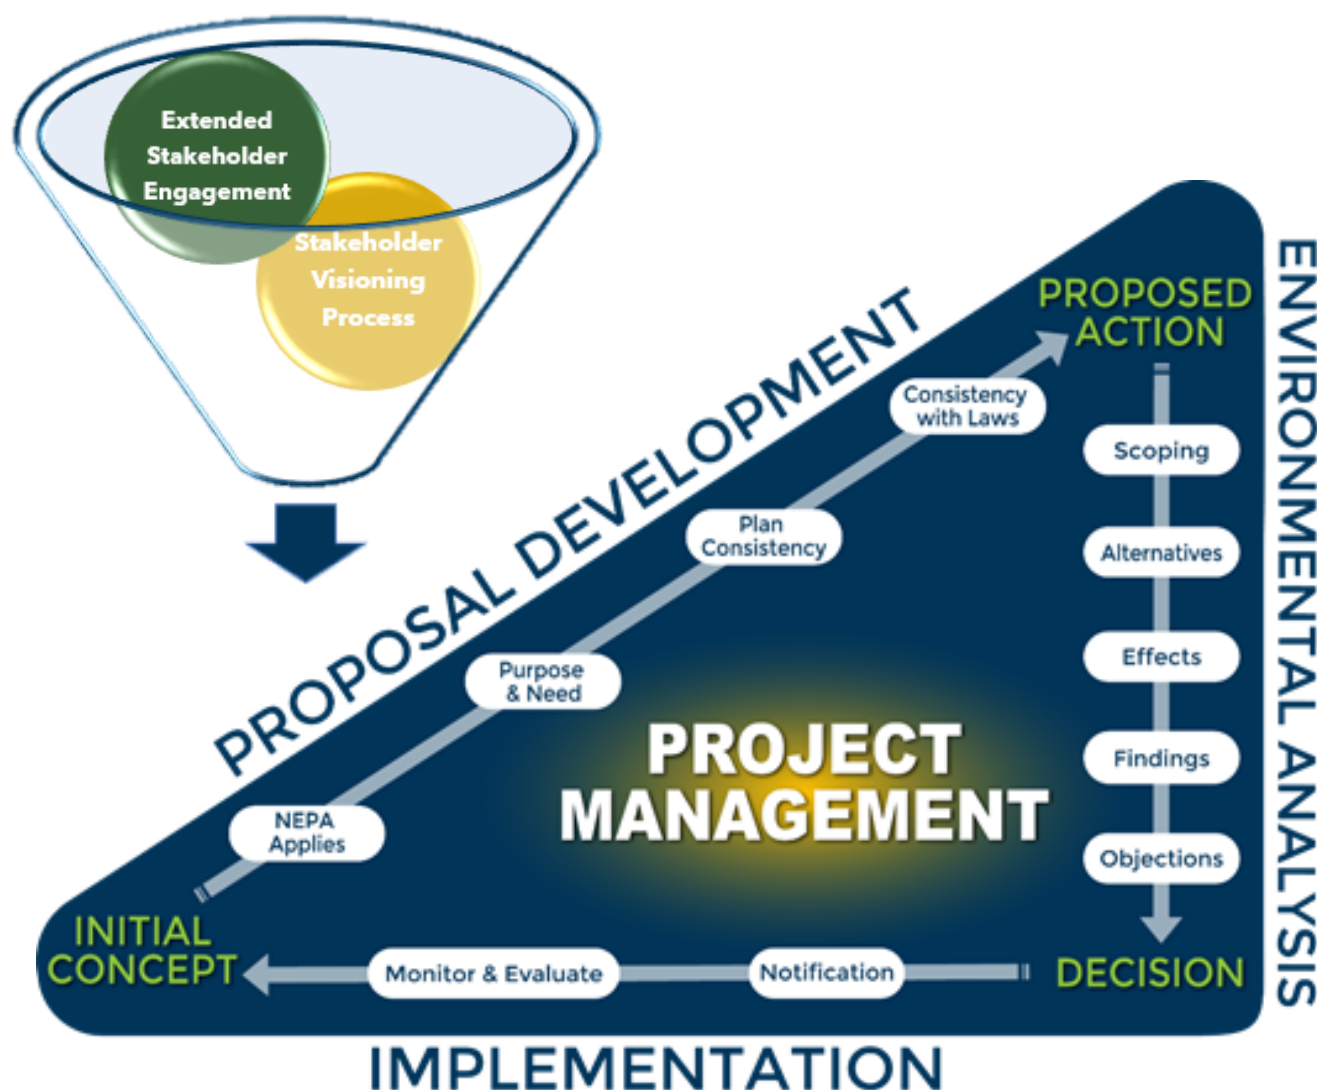 Extended
Stakeholder
Engagement
Stakeholder
Visioning
Process
PROPOSAL DEVELOPMENT
ENVIRONMENTAL ANALYSIS
IMPLEMENTATION
INITIAL
CONCEPT
NEPA
Applies
Purpose
& Need
Plan
Consistency
Consistency
with Laws
PROPOSED
ACTION
Scoping
Alternatives
Effects
Findings
Objections
DECISION
Notification
Monitor & Evaluate
PROJECT
MANAGEMENT